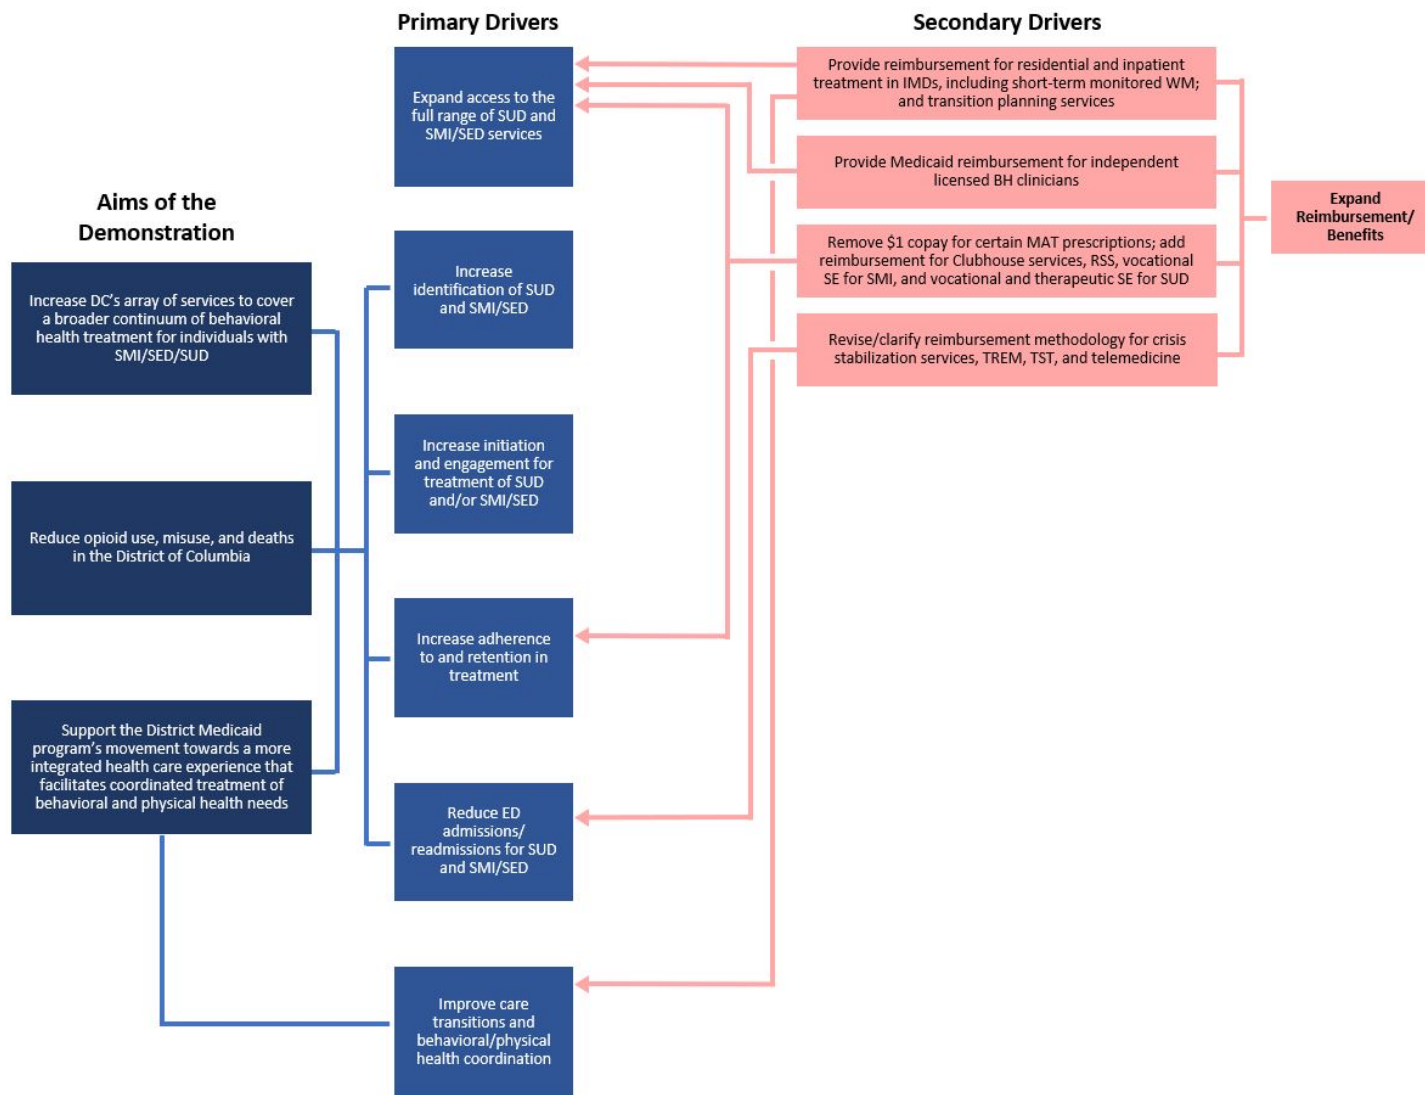 Primary Drivers
Secondary Drivers
Expand access to the
full range of SUD and
SMI/SED services
Provide reimbursement for residential and inpatient
treatment in IMDs, including short-term monitored WM;
and transition planning services
Provide Medicaid reimbursement for independent
licensed BH clinicians
Aims of the
Demonstration
Expand
Reimbursement/
Benefits
Increase
identification of SUD
and SMI/SED
Remove $1 copay for certain MAT prescriptions; add
reimbursement for Clubhouse services, RSS, vocational
SE for SMI, and vocational and therapeutic SE for SUD
Increase DC's array of services to cover
a broader continuum of behavioral
health treatment for individuals with
SMI/SED/SUD
Revise/clarify reimbursement methodology for crisis
stabilization services, TREM, TST, and telemedicine
Increase initiation
and engagement for
treatment of SUD
and/or SMI/SED
Reduce opioid use, misuse, and deaths
in the District of Columbia
Increase adherence
to and retention in
treatment
Support the District Medicaid
program's movement towards a more
integrated health care experience that
facilitates coordinated treatment of
behavioral and physical health needs
Reduce ED
admissions/
readmissions for SUD
and SMI/SED
Improve care
transitions and
behavioral/physical
health coordination